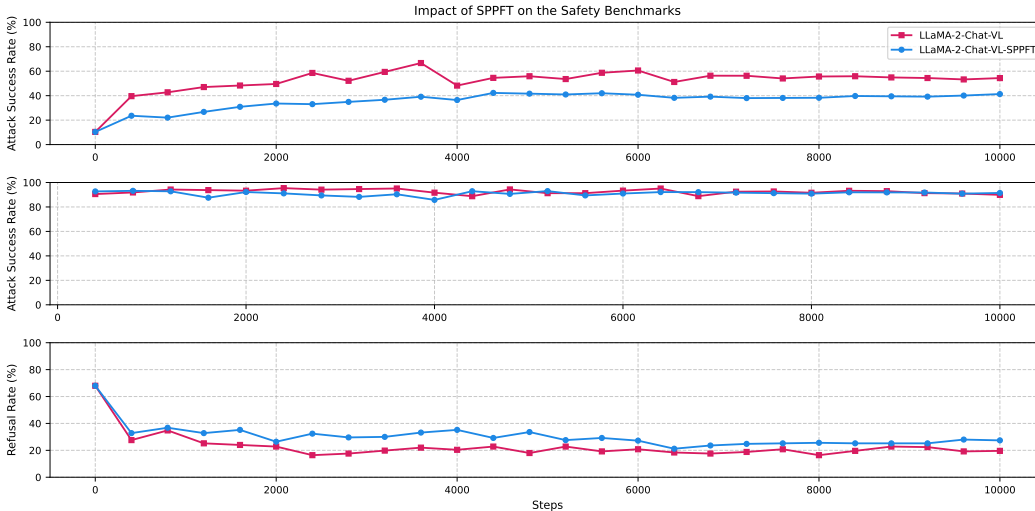 Impact of SPPFT on the Safety Benchmarks
Attack Success Rate (%)
100
80
60
40
20
0
LLaMA-2-Chat-VL
LLaMA-2-Chat-VL-SPPFT
0 2000 4000 6000 8000 10000
Attack Success Rate (%)
100
80
60
40
20
0
0 2000 4000 6000 8000 10000
Refusal Rate (%)
100
80
60
40
20
0
0 2000 4000 6000 8000 10000
Steps